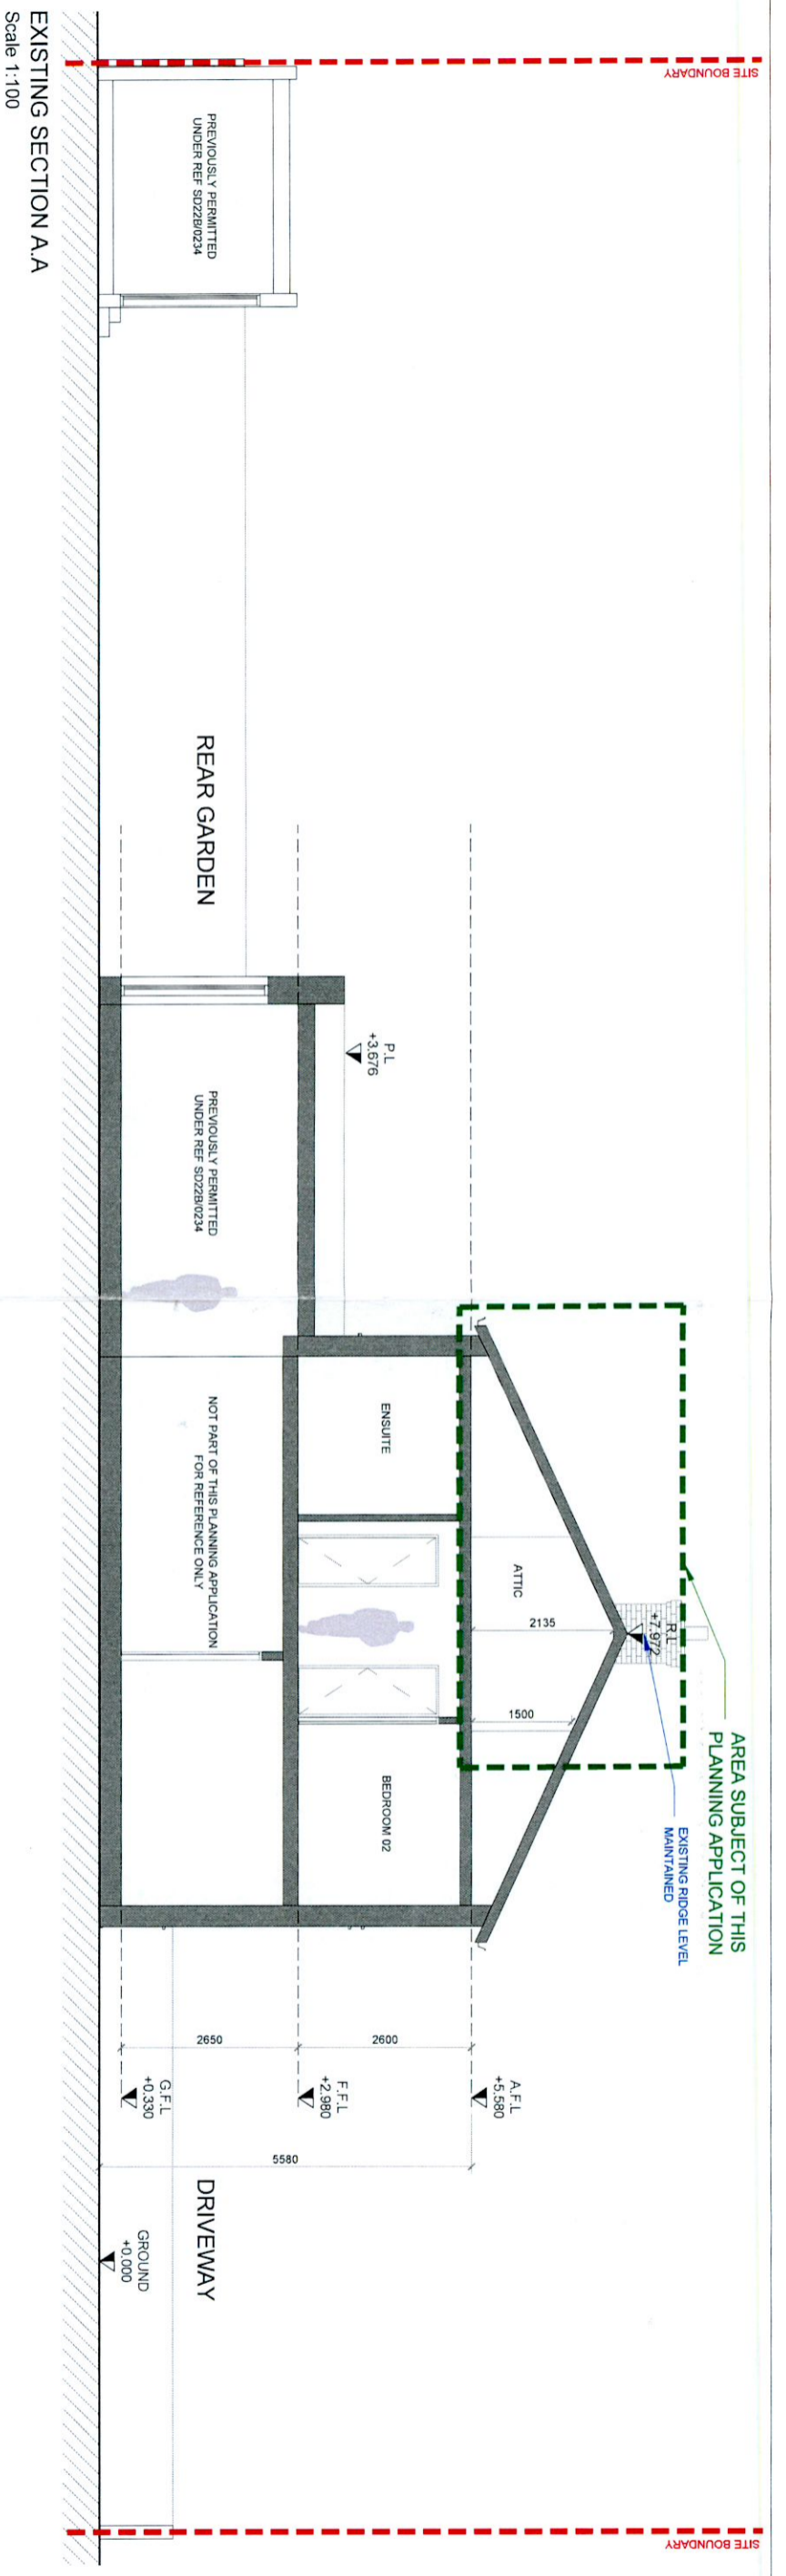 SITE BOUNDARY
PREVIOUSLY PERMITTED
UNDER REF SD22B/0234
REAR GARDEN
P.L
+3.676
PREVIOUSLY PERMITTED
UNDER REF SD22B/0234
NOT PART OF THIS PLANNING APPLICATION
FOR REFERENCE ONLY
ENSUITE
BEDROOM 02
ATTIC
2135
1500
R.L
+7.972
AREA SUBJECT OF THIS
PLANNING APPLICATION
EXISTING RIDGE LEVEL
MAINTAINED
A.F.L
+5.580
F.F.L
+2.980
G.F.L
+0.330
2600
2650
5580
DRIVEWAY
GROUND
+0.000
SITE BOUNDARY
EXISTING SECTION A.A
Scale 1:100